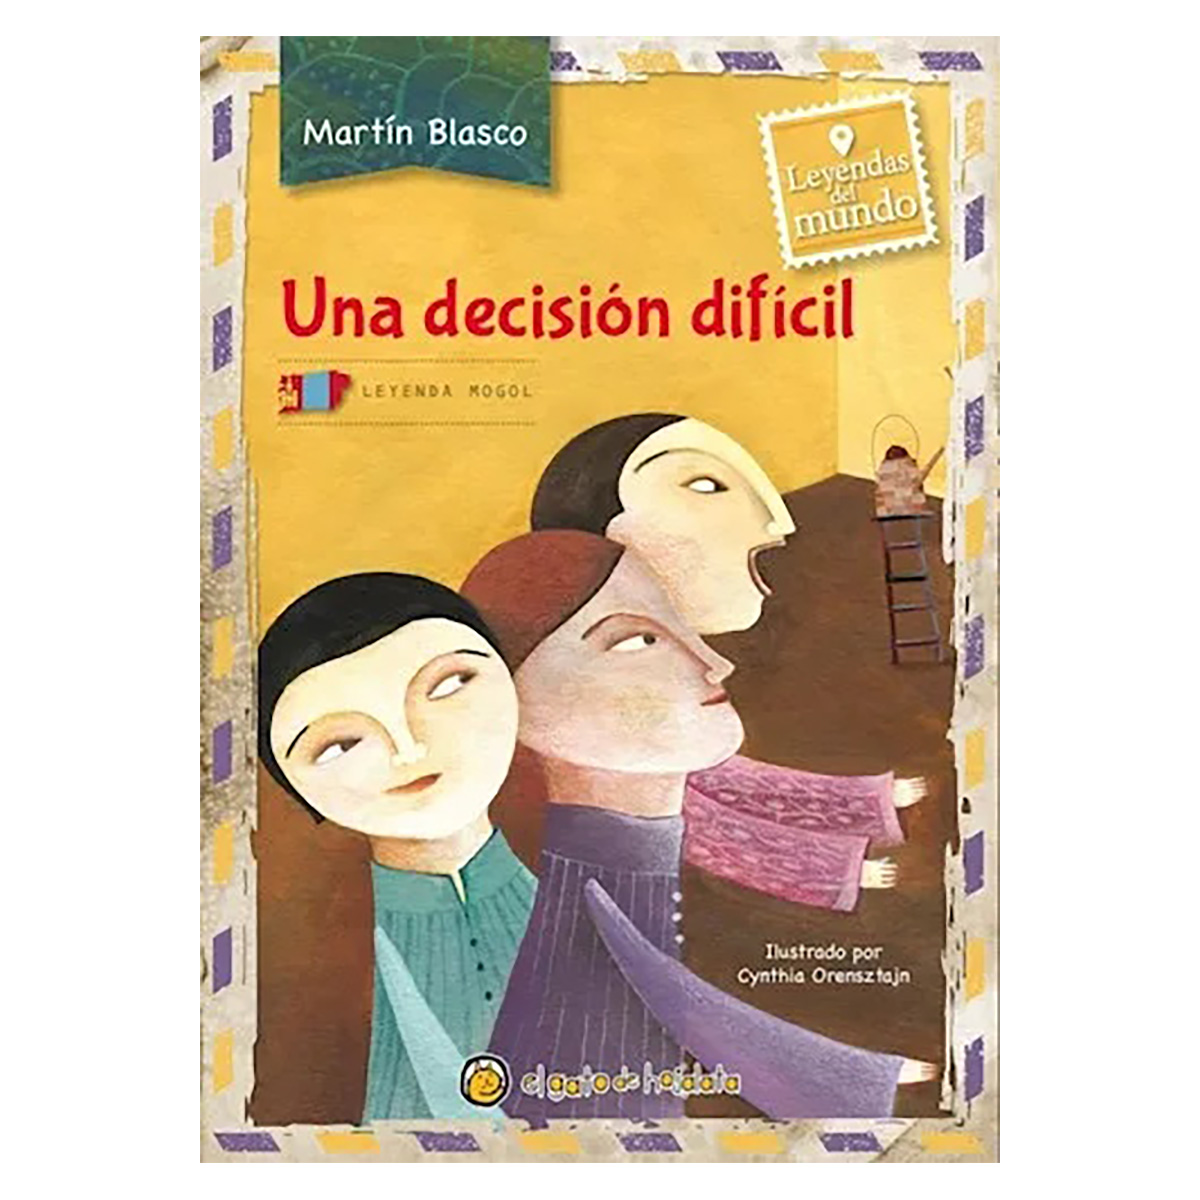 Martín Blasco
Leyendas
del
mundo
Una decisión difícil
LEYENDA MOGOL
Ilustrado por
Cynthia Orensztajn
el gato de hojalata